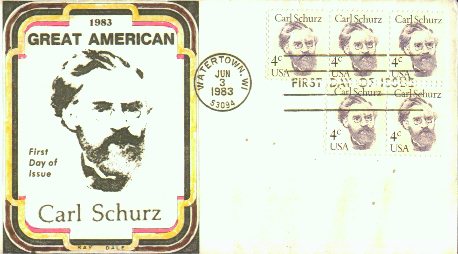 1983
GREAT AMERICAN
First
Day of
Issue
Carl Schurz
RAY DALE
WATERTOWN, WI
JUN
3
1983
53094
FIRST DAY OF ISSUE
Carl Schurz
4c
USA
Carl Schurz
4c
USA
Carl Schurz
4c
USA
Carl Schurz
4c
USA
Carl Schurz
4c
USA